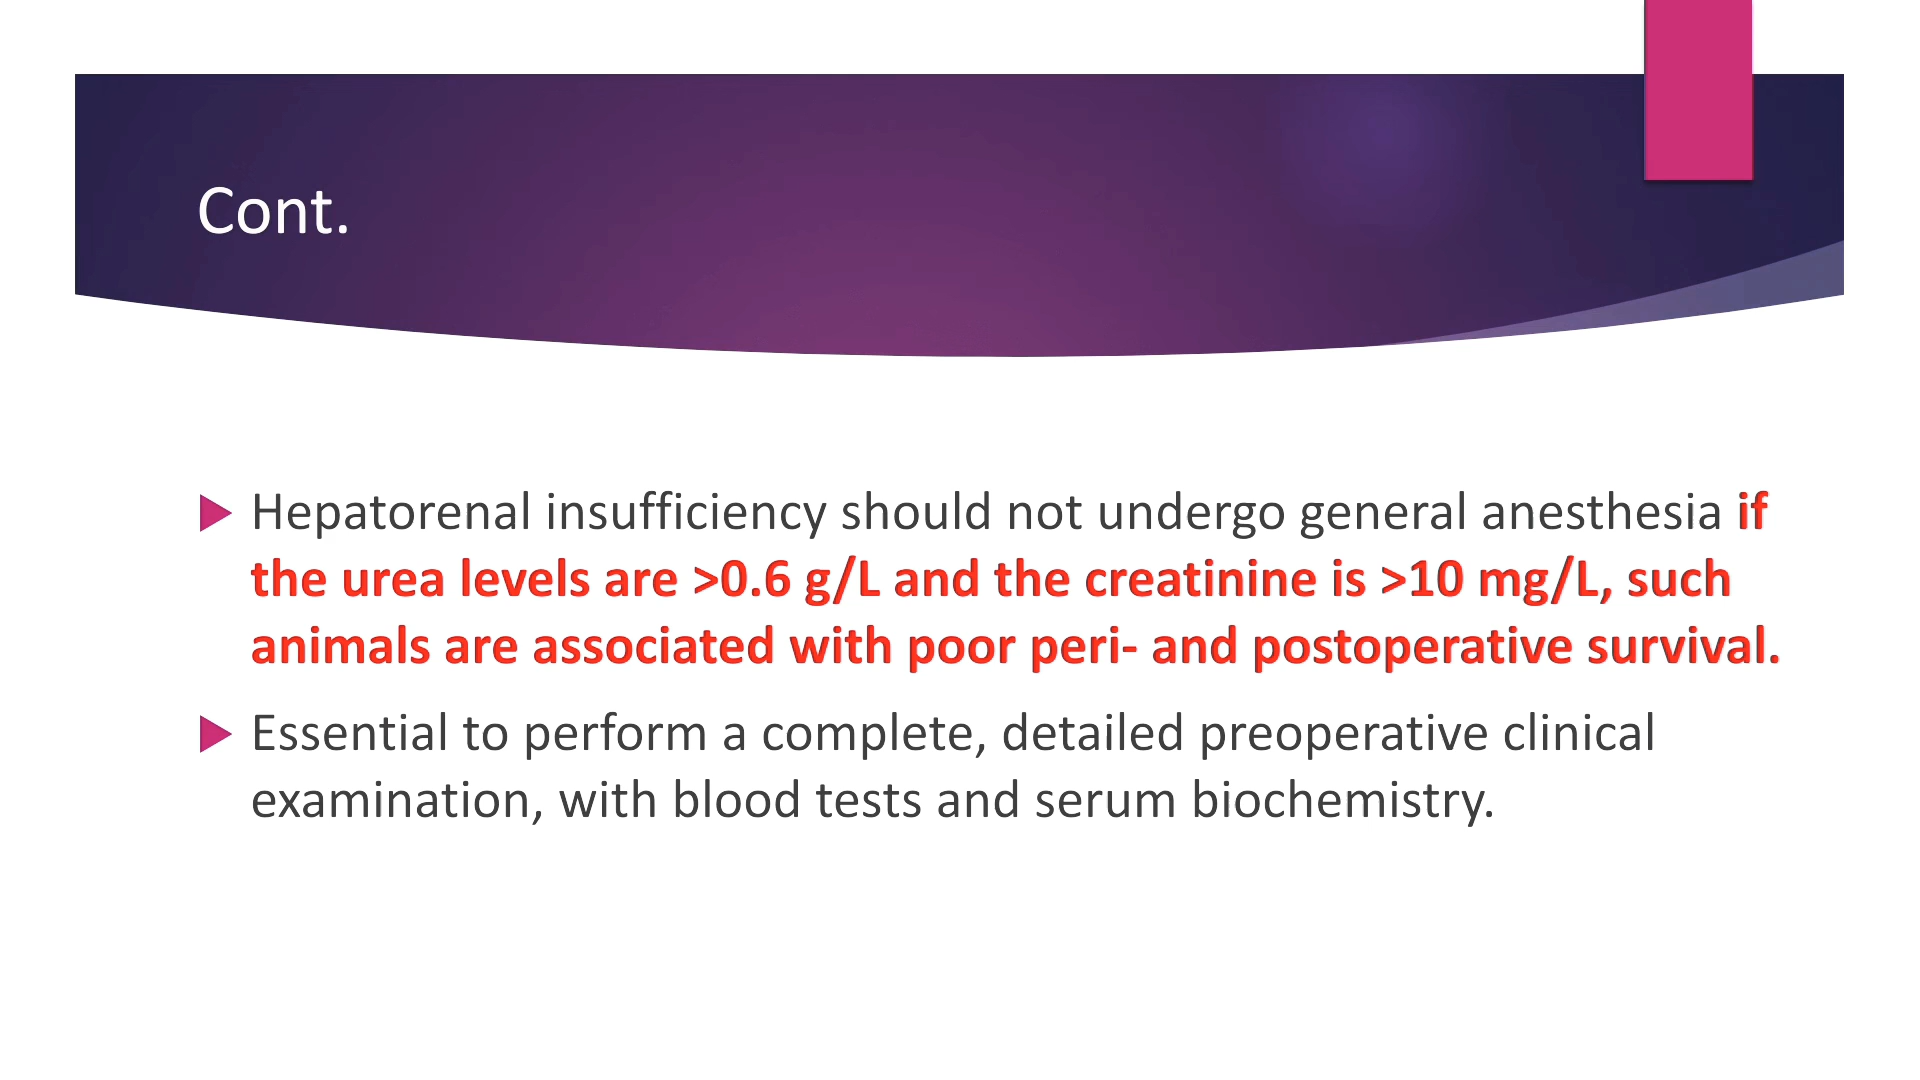 Cont.
Hepatorenal insufficiency should not undergo general anesthesia if
the urea levels are >0.6 g/L and the creatinine is >10 mg/L, such
animals are associated with poor peri- and postoperative survival.
Essential to perform a complete, detailed preoperative clinical
examination, with blood tests and serum biochemistry.